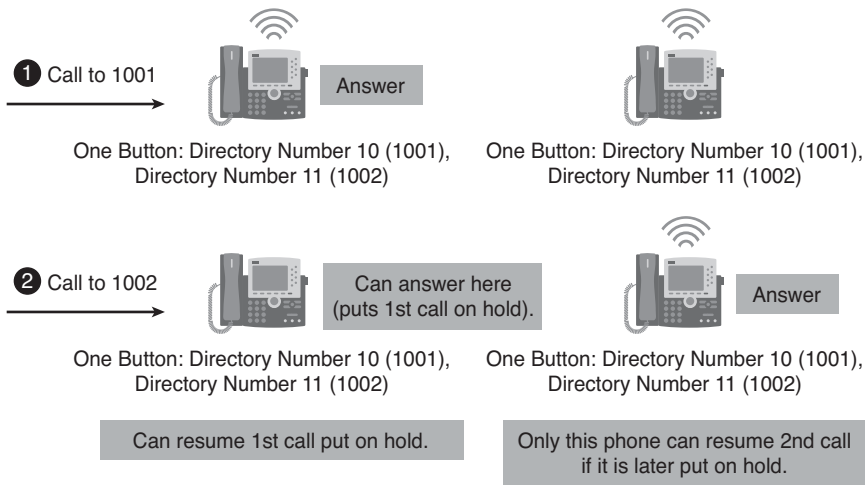 1 Call to 1001
Answer
One Button: Directory Number 10 (1001),
Directory Number 11 (1002)
One Button: Directory Number 10 (1001),
Directory Number 11 (1002)
2 Call to 1002
Can answer here
(puts 1st call on hold).
Answer
One Button: Directory Number 10 (1001),
Directory Number 11 (1002)
One Button: Directory Number 10 (1001),
Directory Number 11 (1002)
Can resume 1st call put on hold.
Only this phone can resume 2nd call
if it is later put on hold.